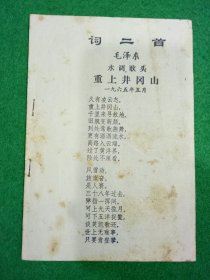 词二首
毛泽东
水调歌头
重上井冈山
一九六五年五月
久有凌云志，
重上井冈山。
千里来寻故地，
旧貌变新颜。
到处莺歌燕舞，
更有潺潺流水，
高路入云端。
过了黄洋界，
险处不须看。
风雷动，
旌旗奋，
是人寰。
三十八年过去，
弹指一挥间。
可上九天揽月，
可下五洋捉鳖，
谈笑凯歌还。
世上无难事，
只要肯登攀。